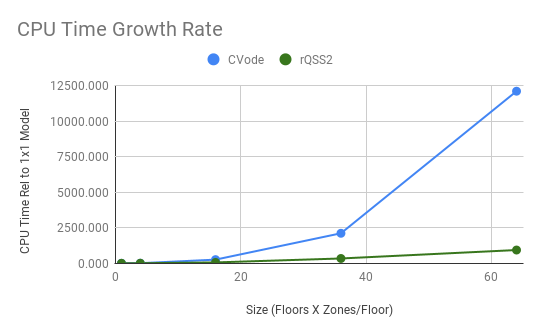 CPU Time Growth Rate
CVode rQSS2
CPU Time Rel to 1x1 Model
12500.000
10000.000
7500.000
5000.000
2500.000
0.000
0 20 40 60
Size (Floors X Zones/Floor)